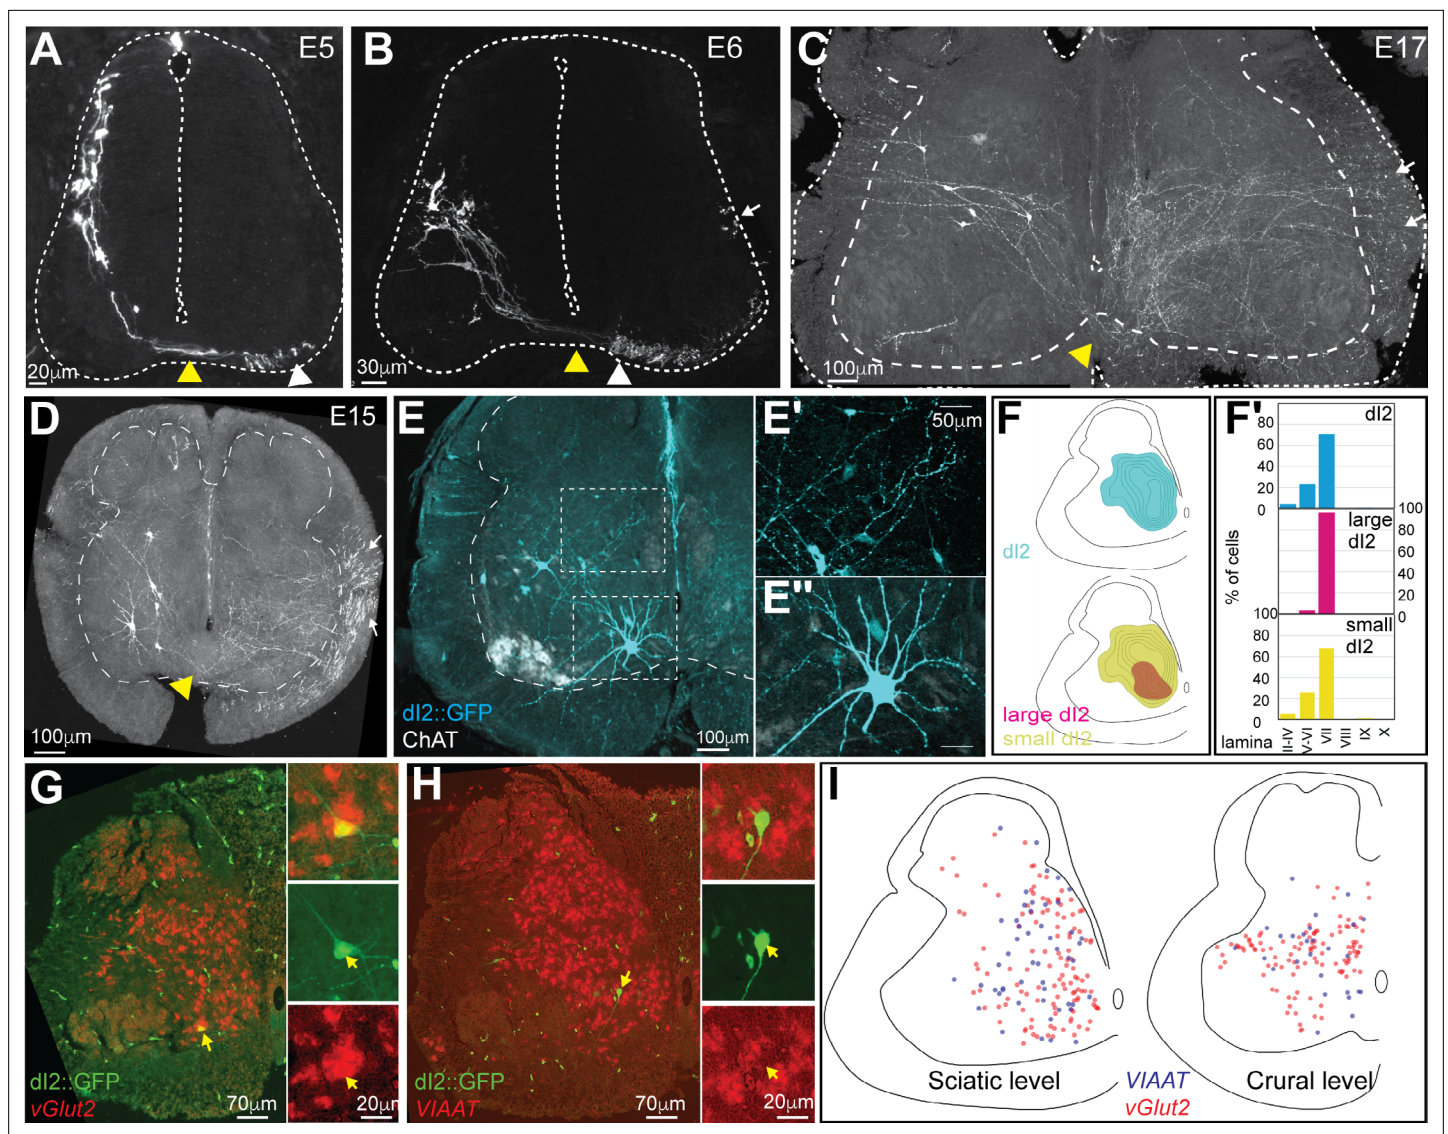 A
E5
20µm
B
E6
30µm
C
E17
100µm
D
E15
100µm
E
dI2::GFP
ChAT
100µm
E'
50µm
E"
F
dI2
large dI2
small dI2
F'
% of cells
dI2
80
60
40
20
0
large
dI2
100
80
60
40
20
0
small
dI2
100
80
60
40
20
0
lamina
II-IV
V-VI
VII
VIII
IX
X
G
dI2::GFP
vGlut2
70µm
20µm
H
dI2::GFP
VIAAT
70µm
20µm
I
Sciatic level
VIAAT
vGlut2
Crural level